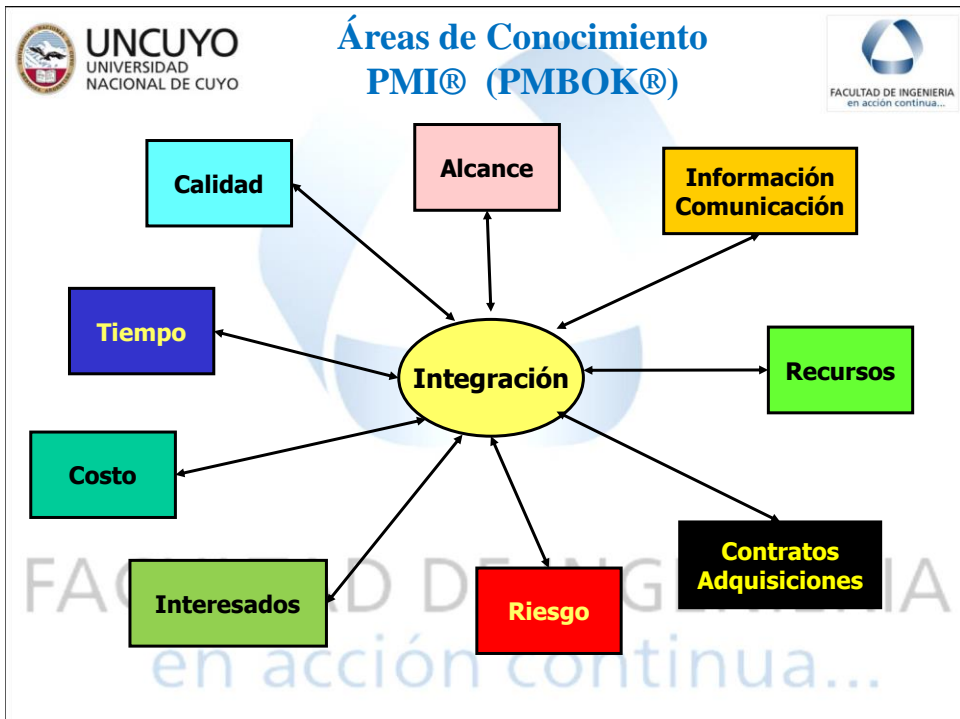 UNCUYO
UNIVERSIDAD
NACIONAL DE CUYO
Áreas de Conocimiento
PMI® (PMBOK®)
FACULTAD DE INGENIERIA
en acción continua...
Calidad
Alcance
Información
Comunicación
Tiempo
Integración
Recursos
Costo
Contratos
Adquisiciones
Interesados
Riesgo
FACULTAD DE INGENIERIA
en acción continua...